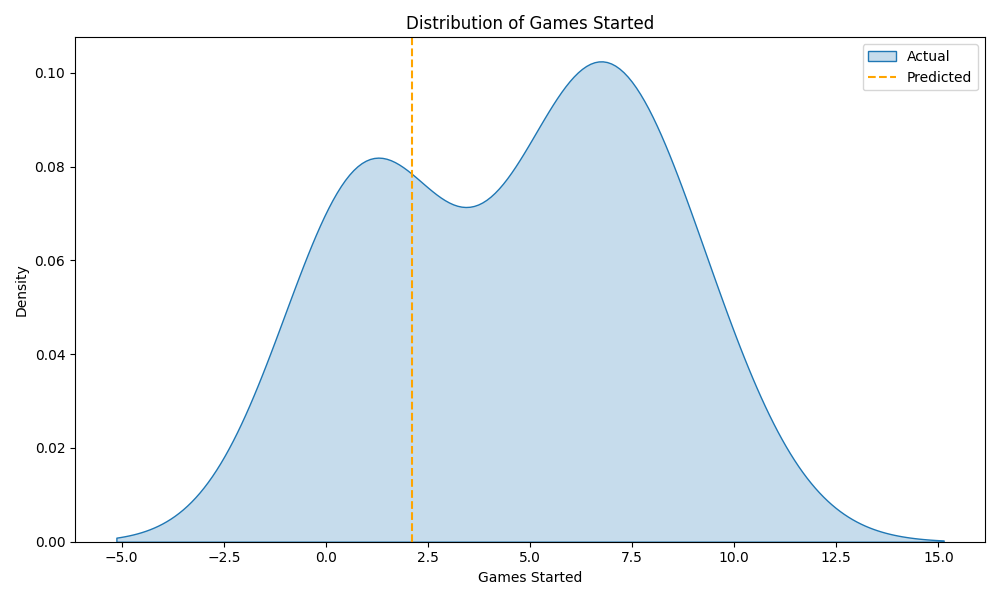 Distribution of Games Started
Actual
Predicted
Density
0.10
0.08
0.06
0.04
0.02
0.00
−5.0 −2.5 0.0 2.5 5.0 7.5 10.0 12.5 15.0
Games Started